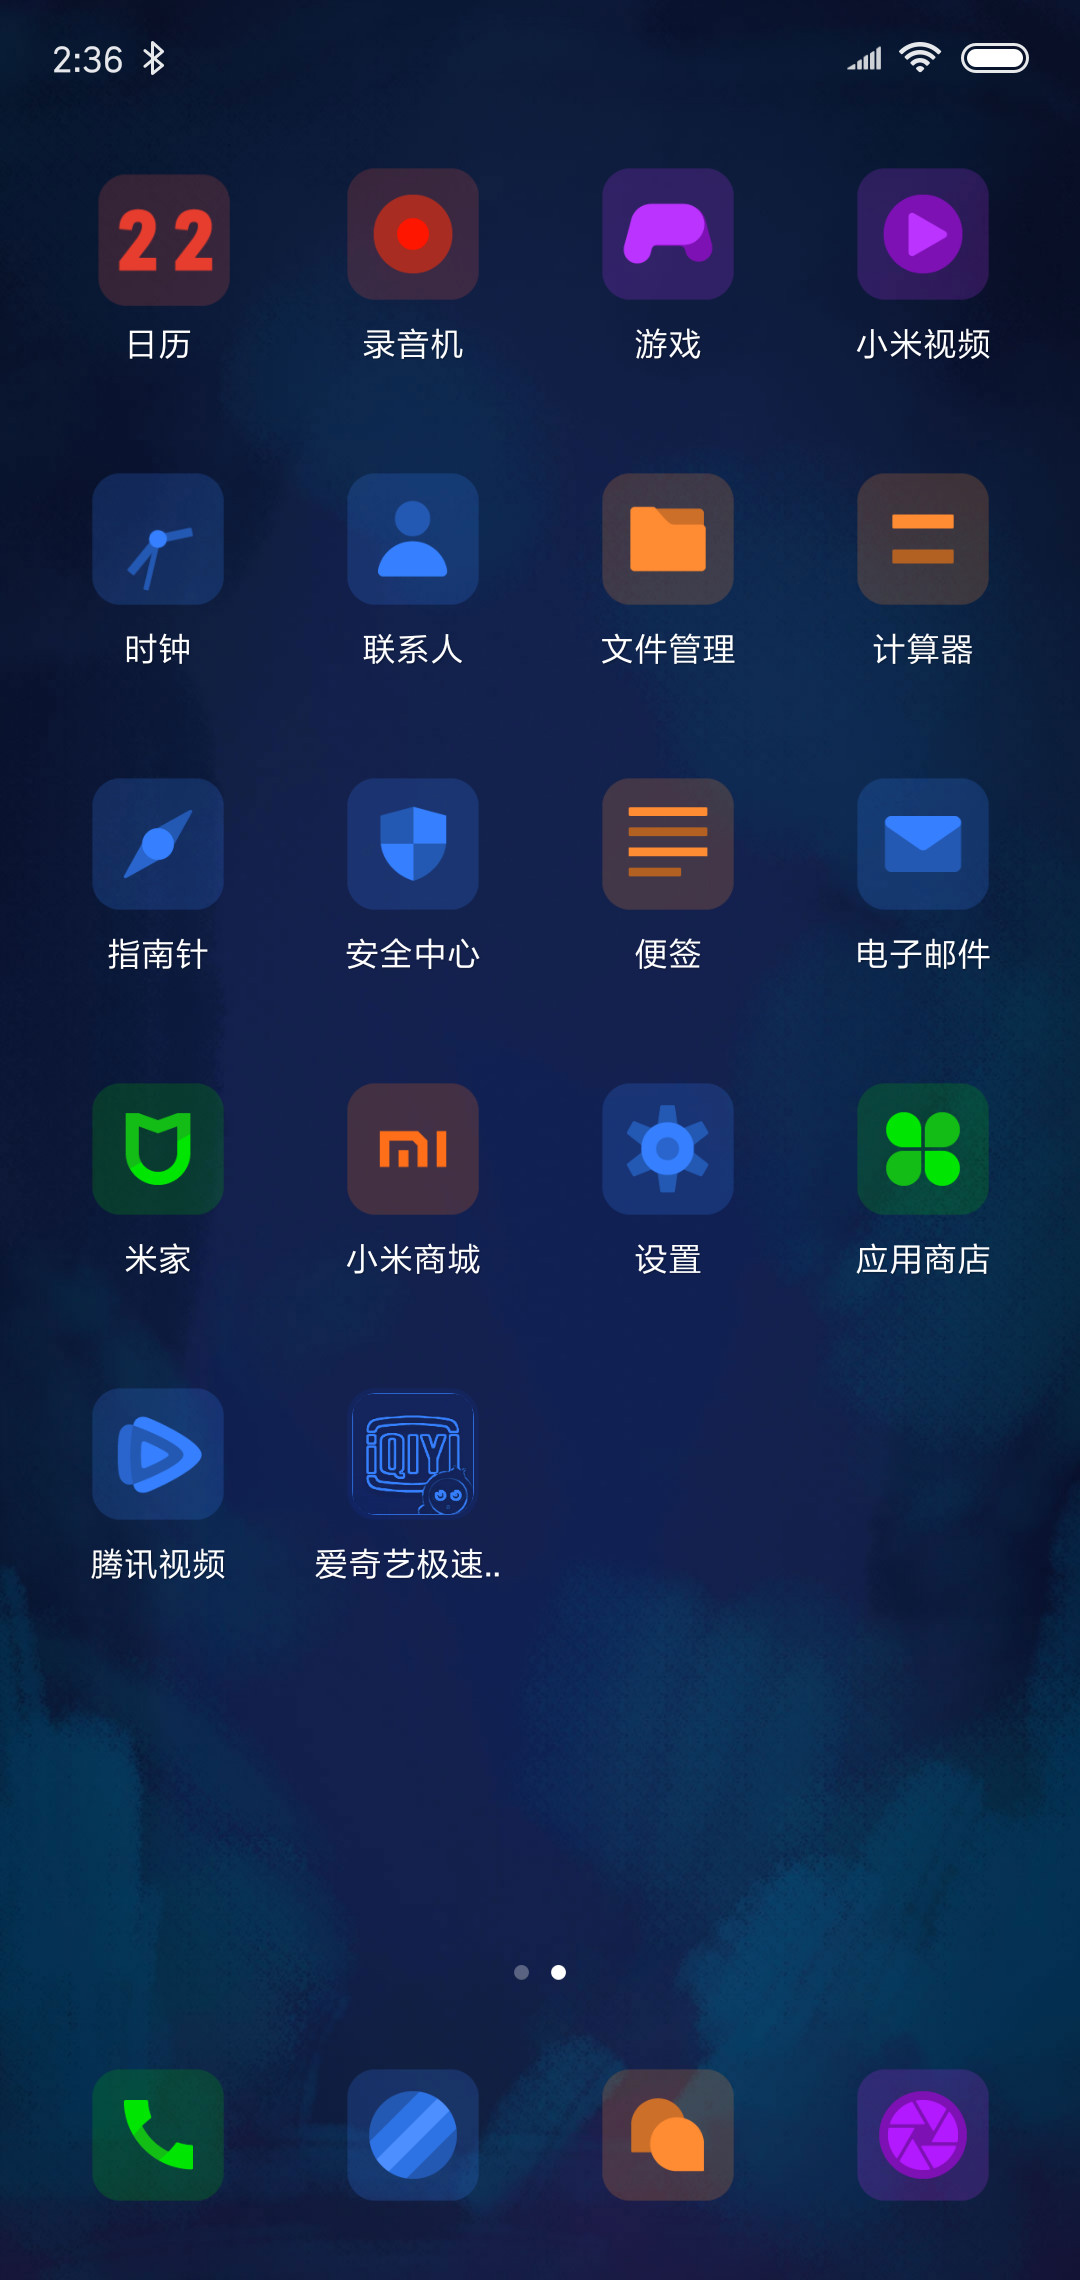 2:36
22
日历
录音机
游戏
小米视频
时钟
联系人
文件管理
计算器
指南针
安全中心
便签
电子邮件
米家
小米商城
设置
应用商店
iQIYI
腾讯视频
爱奇艺极速..